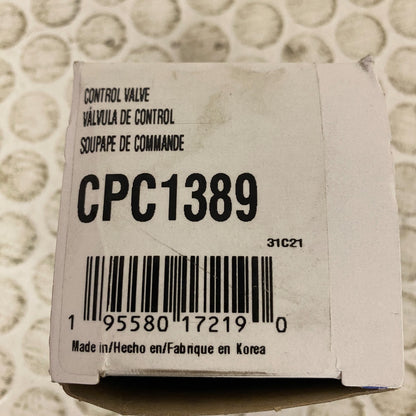 CONTROL VALVE
VÁLVULA DE CONTROL
SOUPAPE DE COMMANDE
CPC1389
31C21
1 95580 17219 0
Made in/Hecho en/Fabrique en Korea